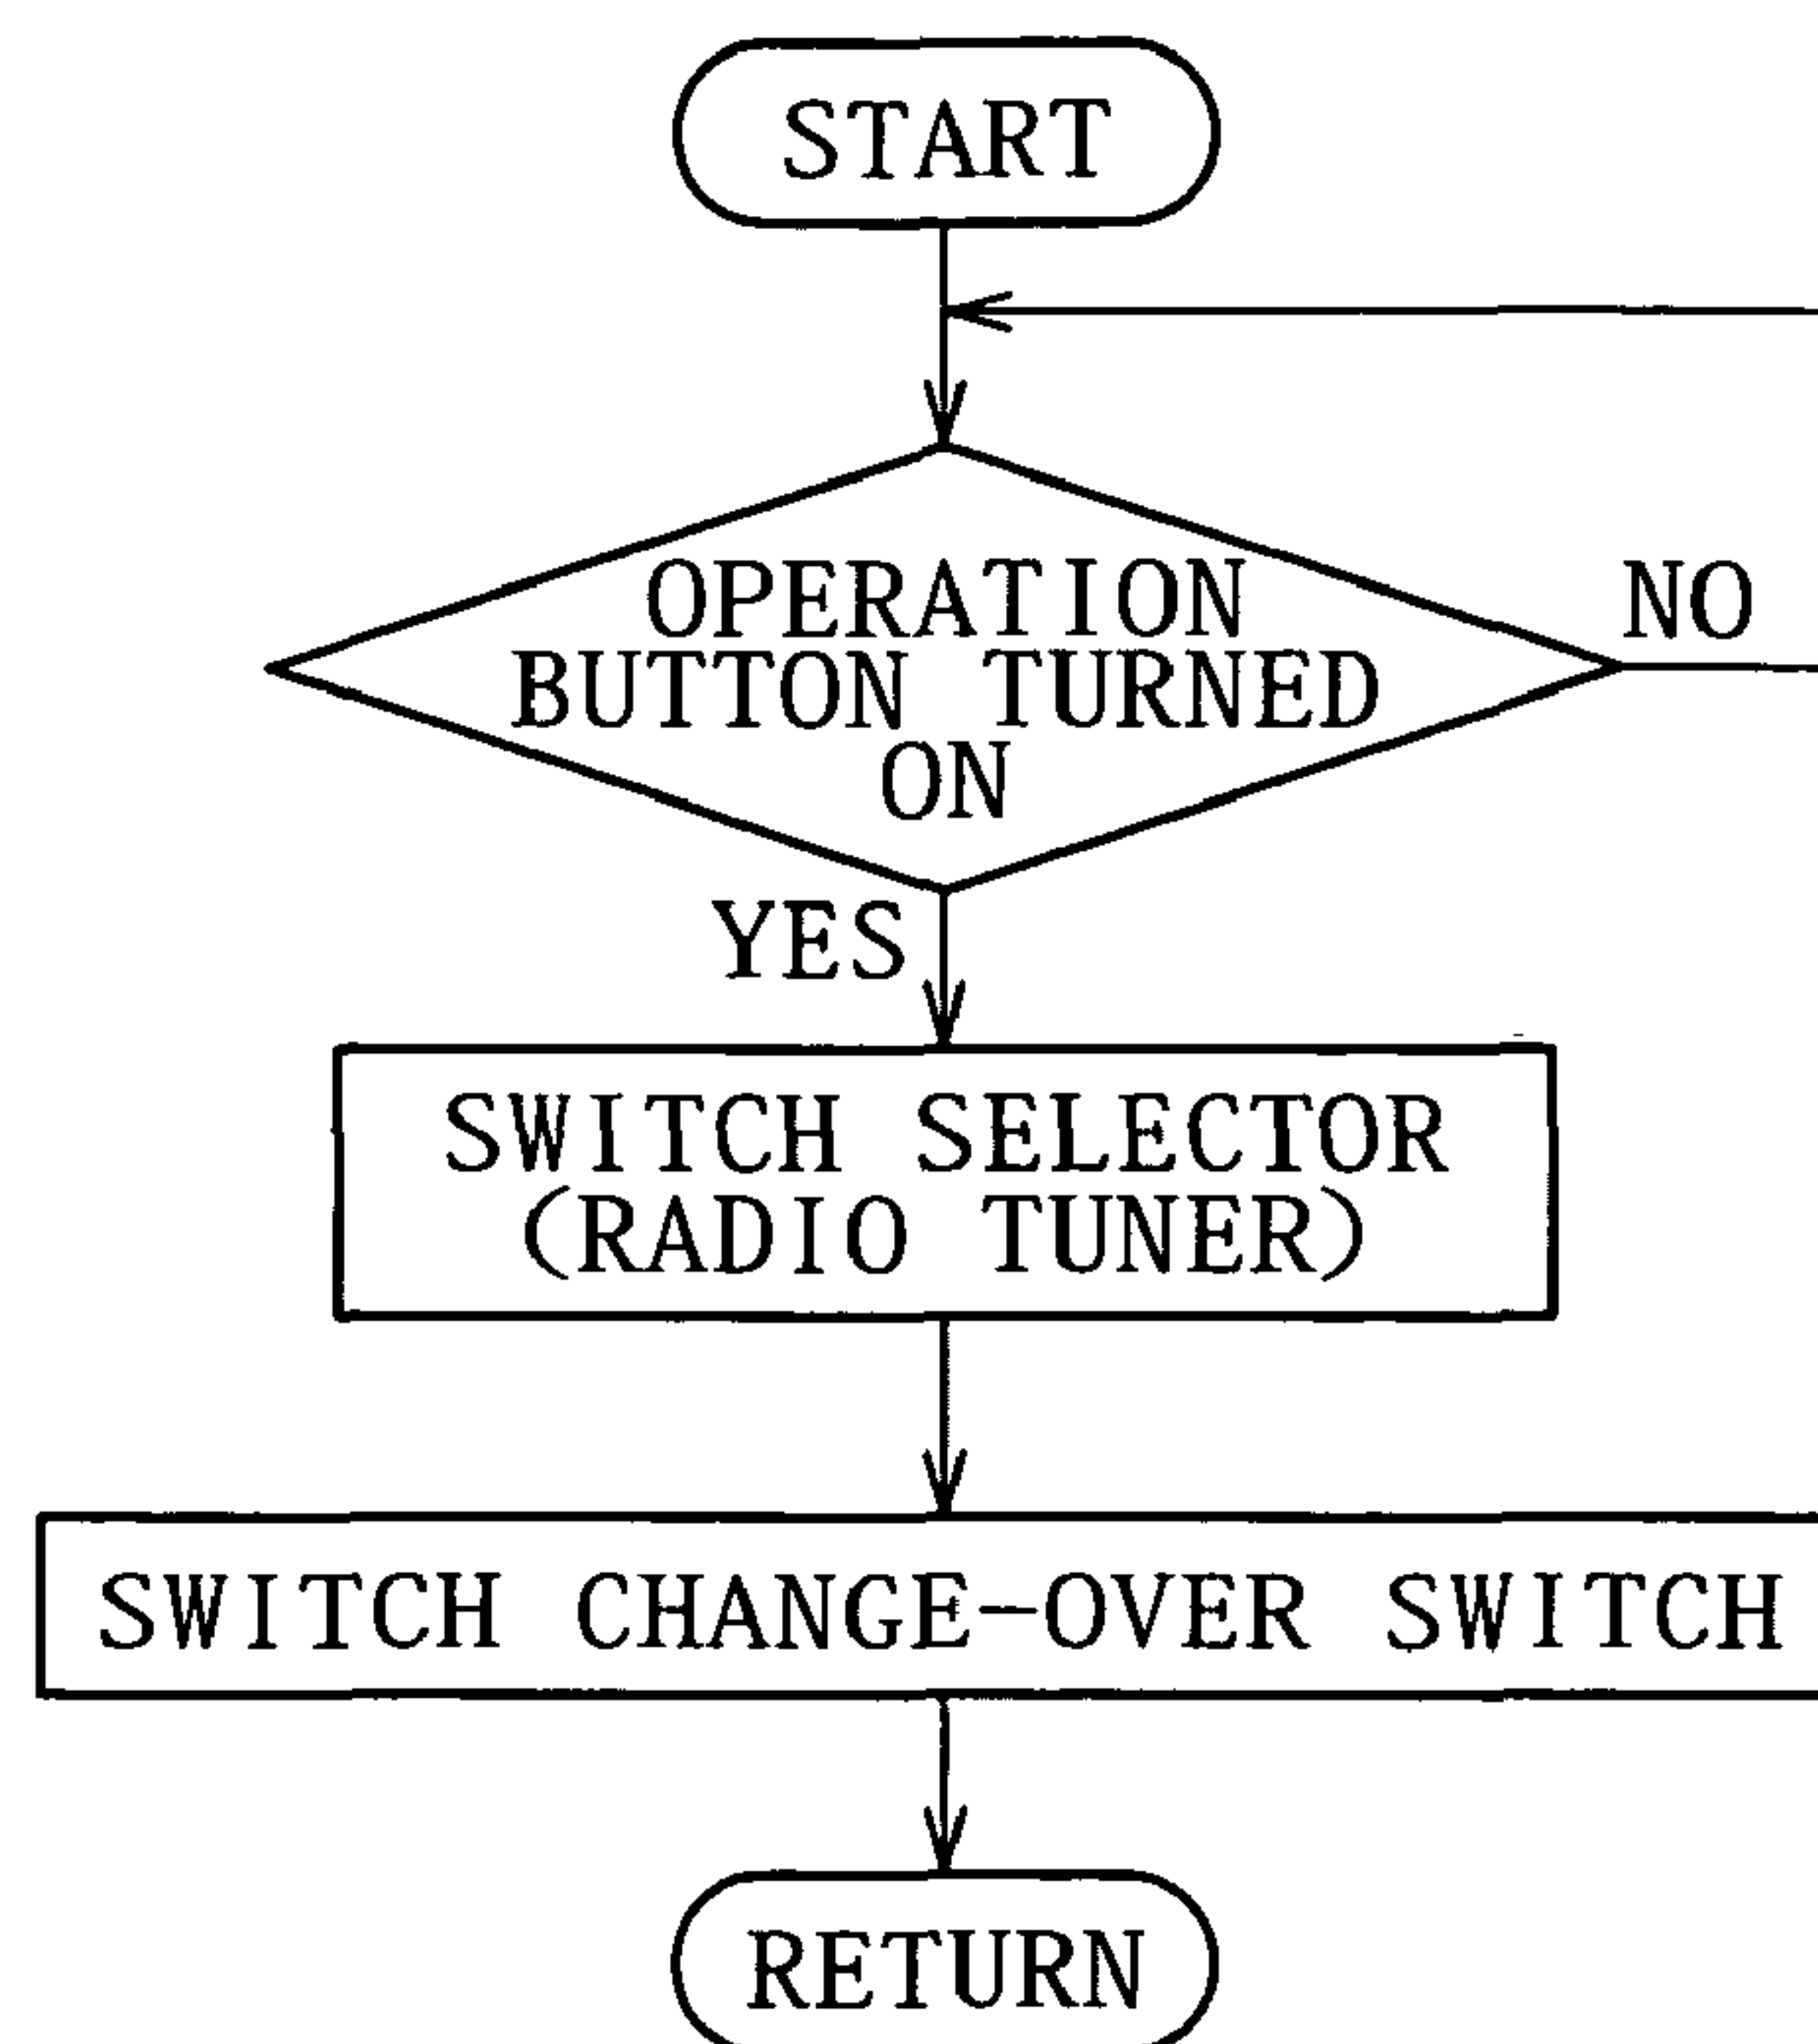 START
OPERATION
BUTTON TURNED
ON
NO
YES
SWITCH SELECTOR
(RADIO TUNER)
SWITCH CHANGE-OVER SWITCH
RETURN